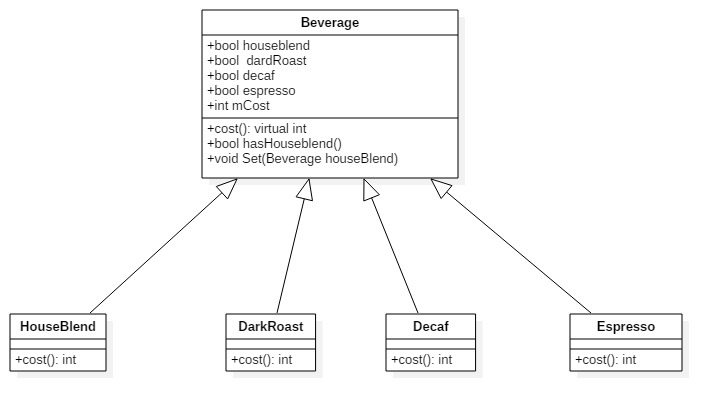 Beverage
+bool houseblend
+bool  dardRoast
+bool decaf
+bool espresso
+int mCost
+cost(): virtual int
+bool hasHouseblend()
+void Set(Beverage houseBlend)
HouseBlend
+cost(): int
DarkRoast
+cost(): int
Decaf
+cost(): int
Espresso
+cost(): int